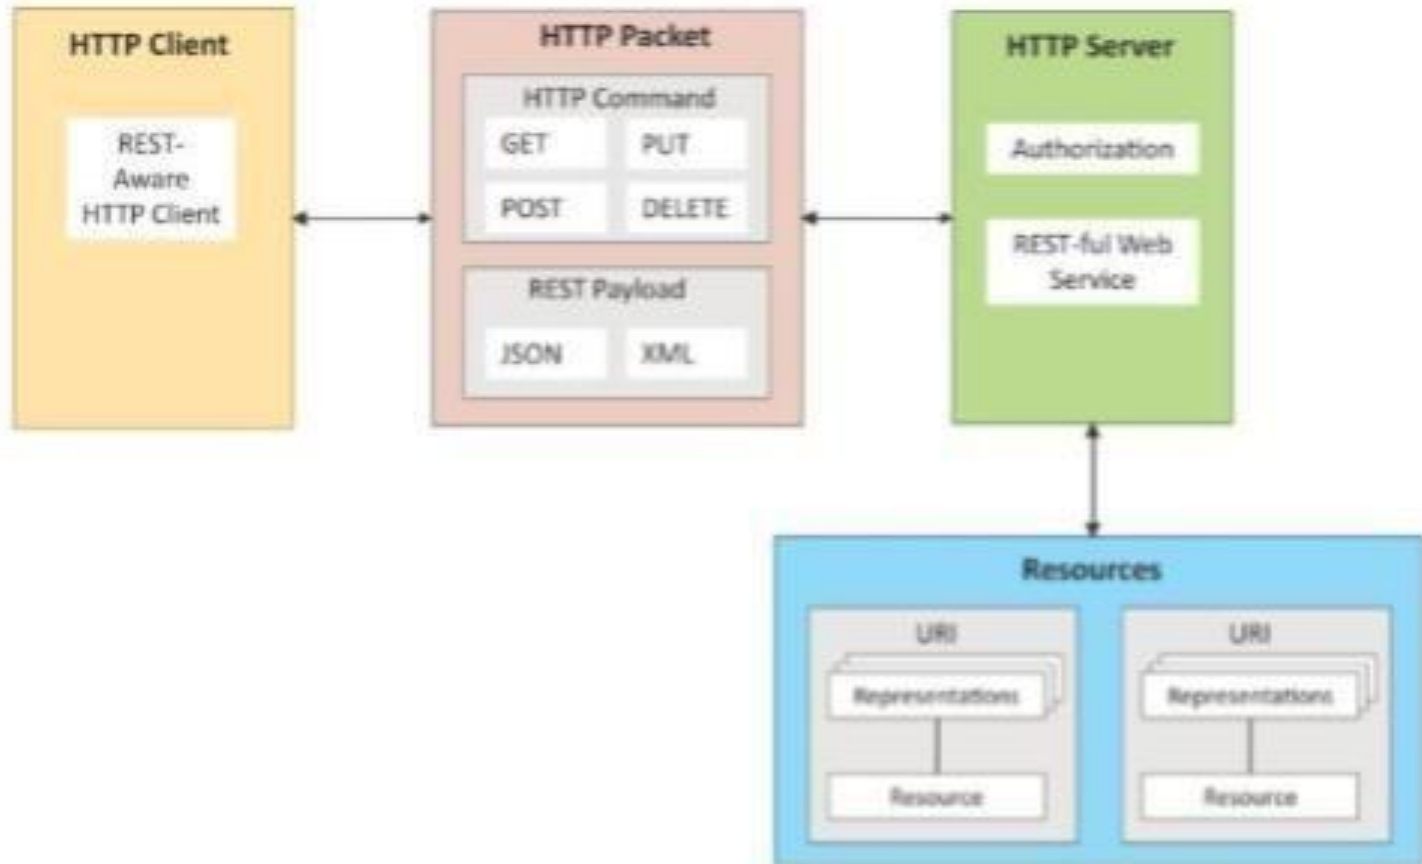 HTTP Client
REST-
Aware
HTTP Client
HTTP Packet
HTTP Command
GET
PUT
POST
DELETE
REST Payload
JSON
XML
HTTP Server
Authorization
REST-ful Web
Service
Resources
URI
Representations
Resource
URI
Representations
Resource